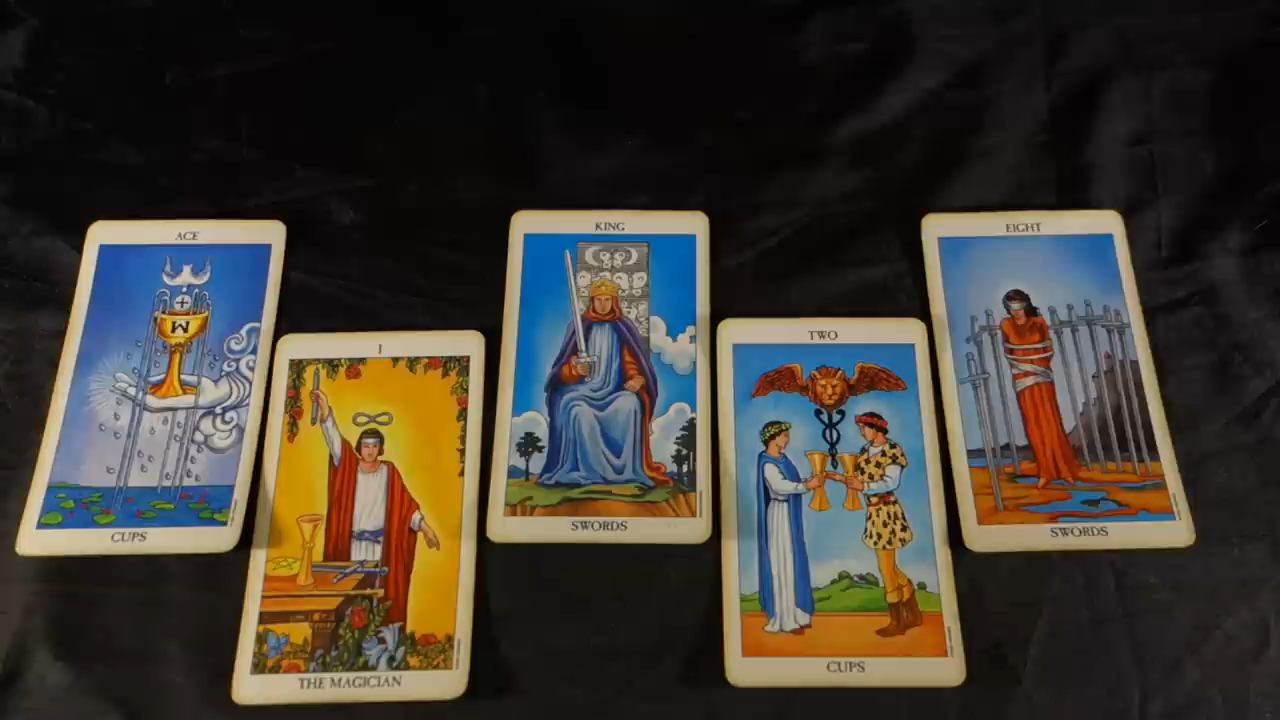 ACE
CUPS
I
THE MAGICIAN
KING
SWORDS
TWO
CUPS
EIGHT
SWORDS